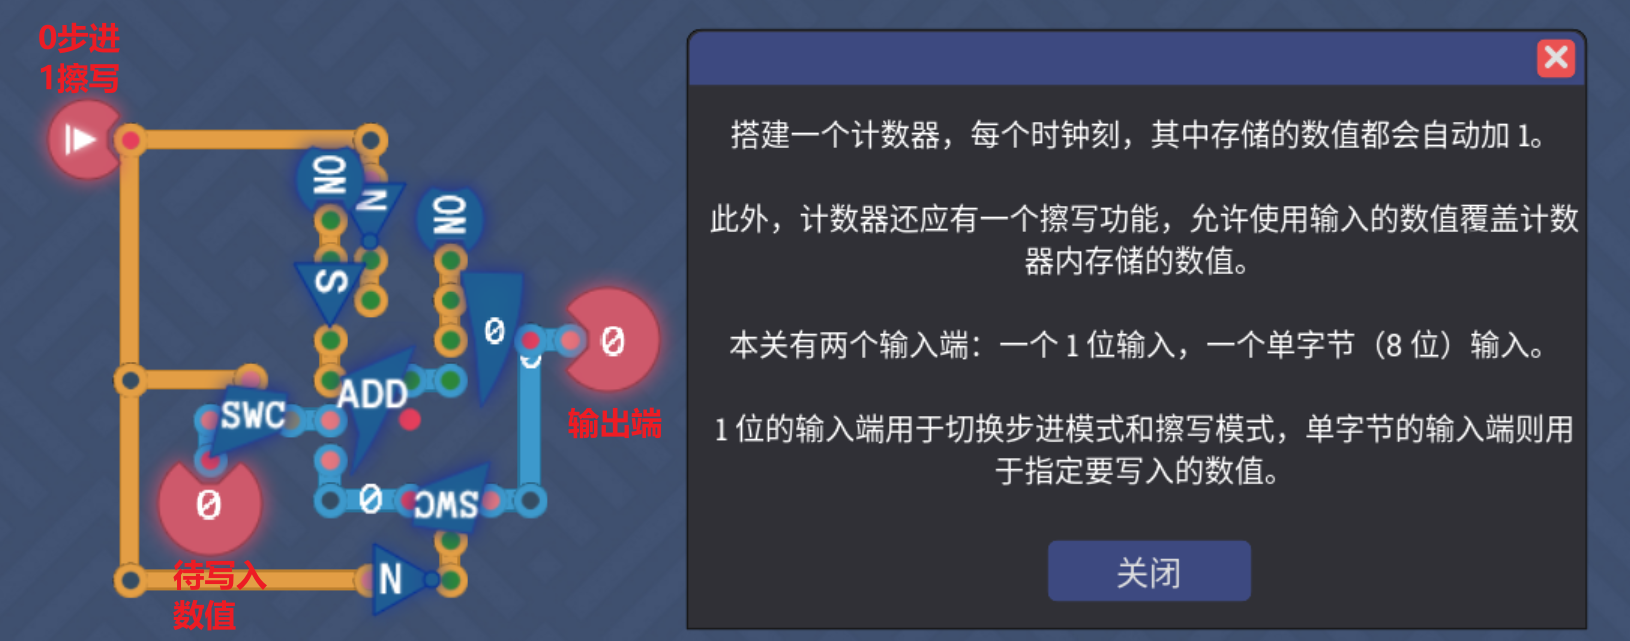 0步进
1擦写
ON
N
ON
S
0
0
ADD
SWC
0
0
SWC
N
输出端
待写入
数值
搭建一个计数器，每个时钟刻，其中存储的数值都会自动加 1。
此外，计数器还应有一个擦写功能，允许使用输入的数值覆盖计数
器内存储的数值。
本关有两个输入端：一个 1 位输入，一个单字节（8 位）输入。
1 位的输入端用于切换步进模式和擦写模式，单字节的输入端则用
于指定要写入的数值。
关闭